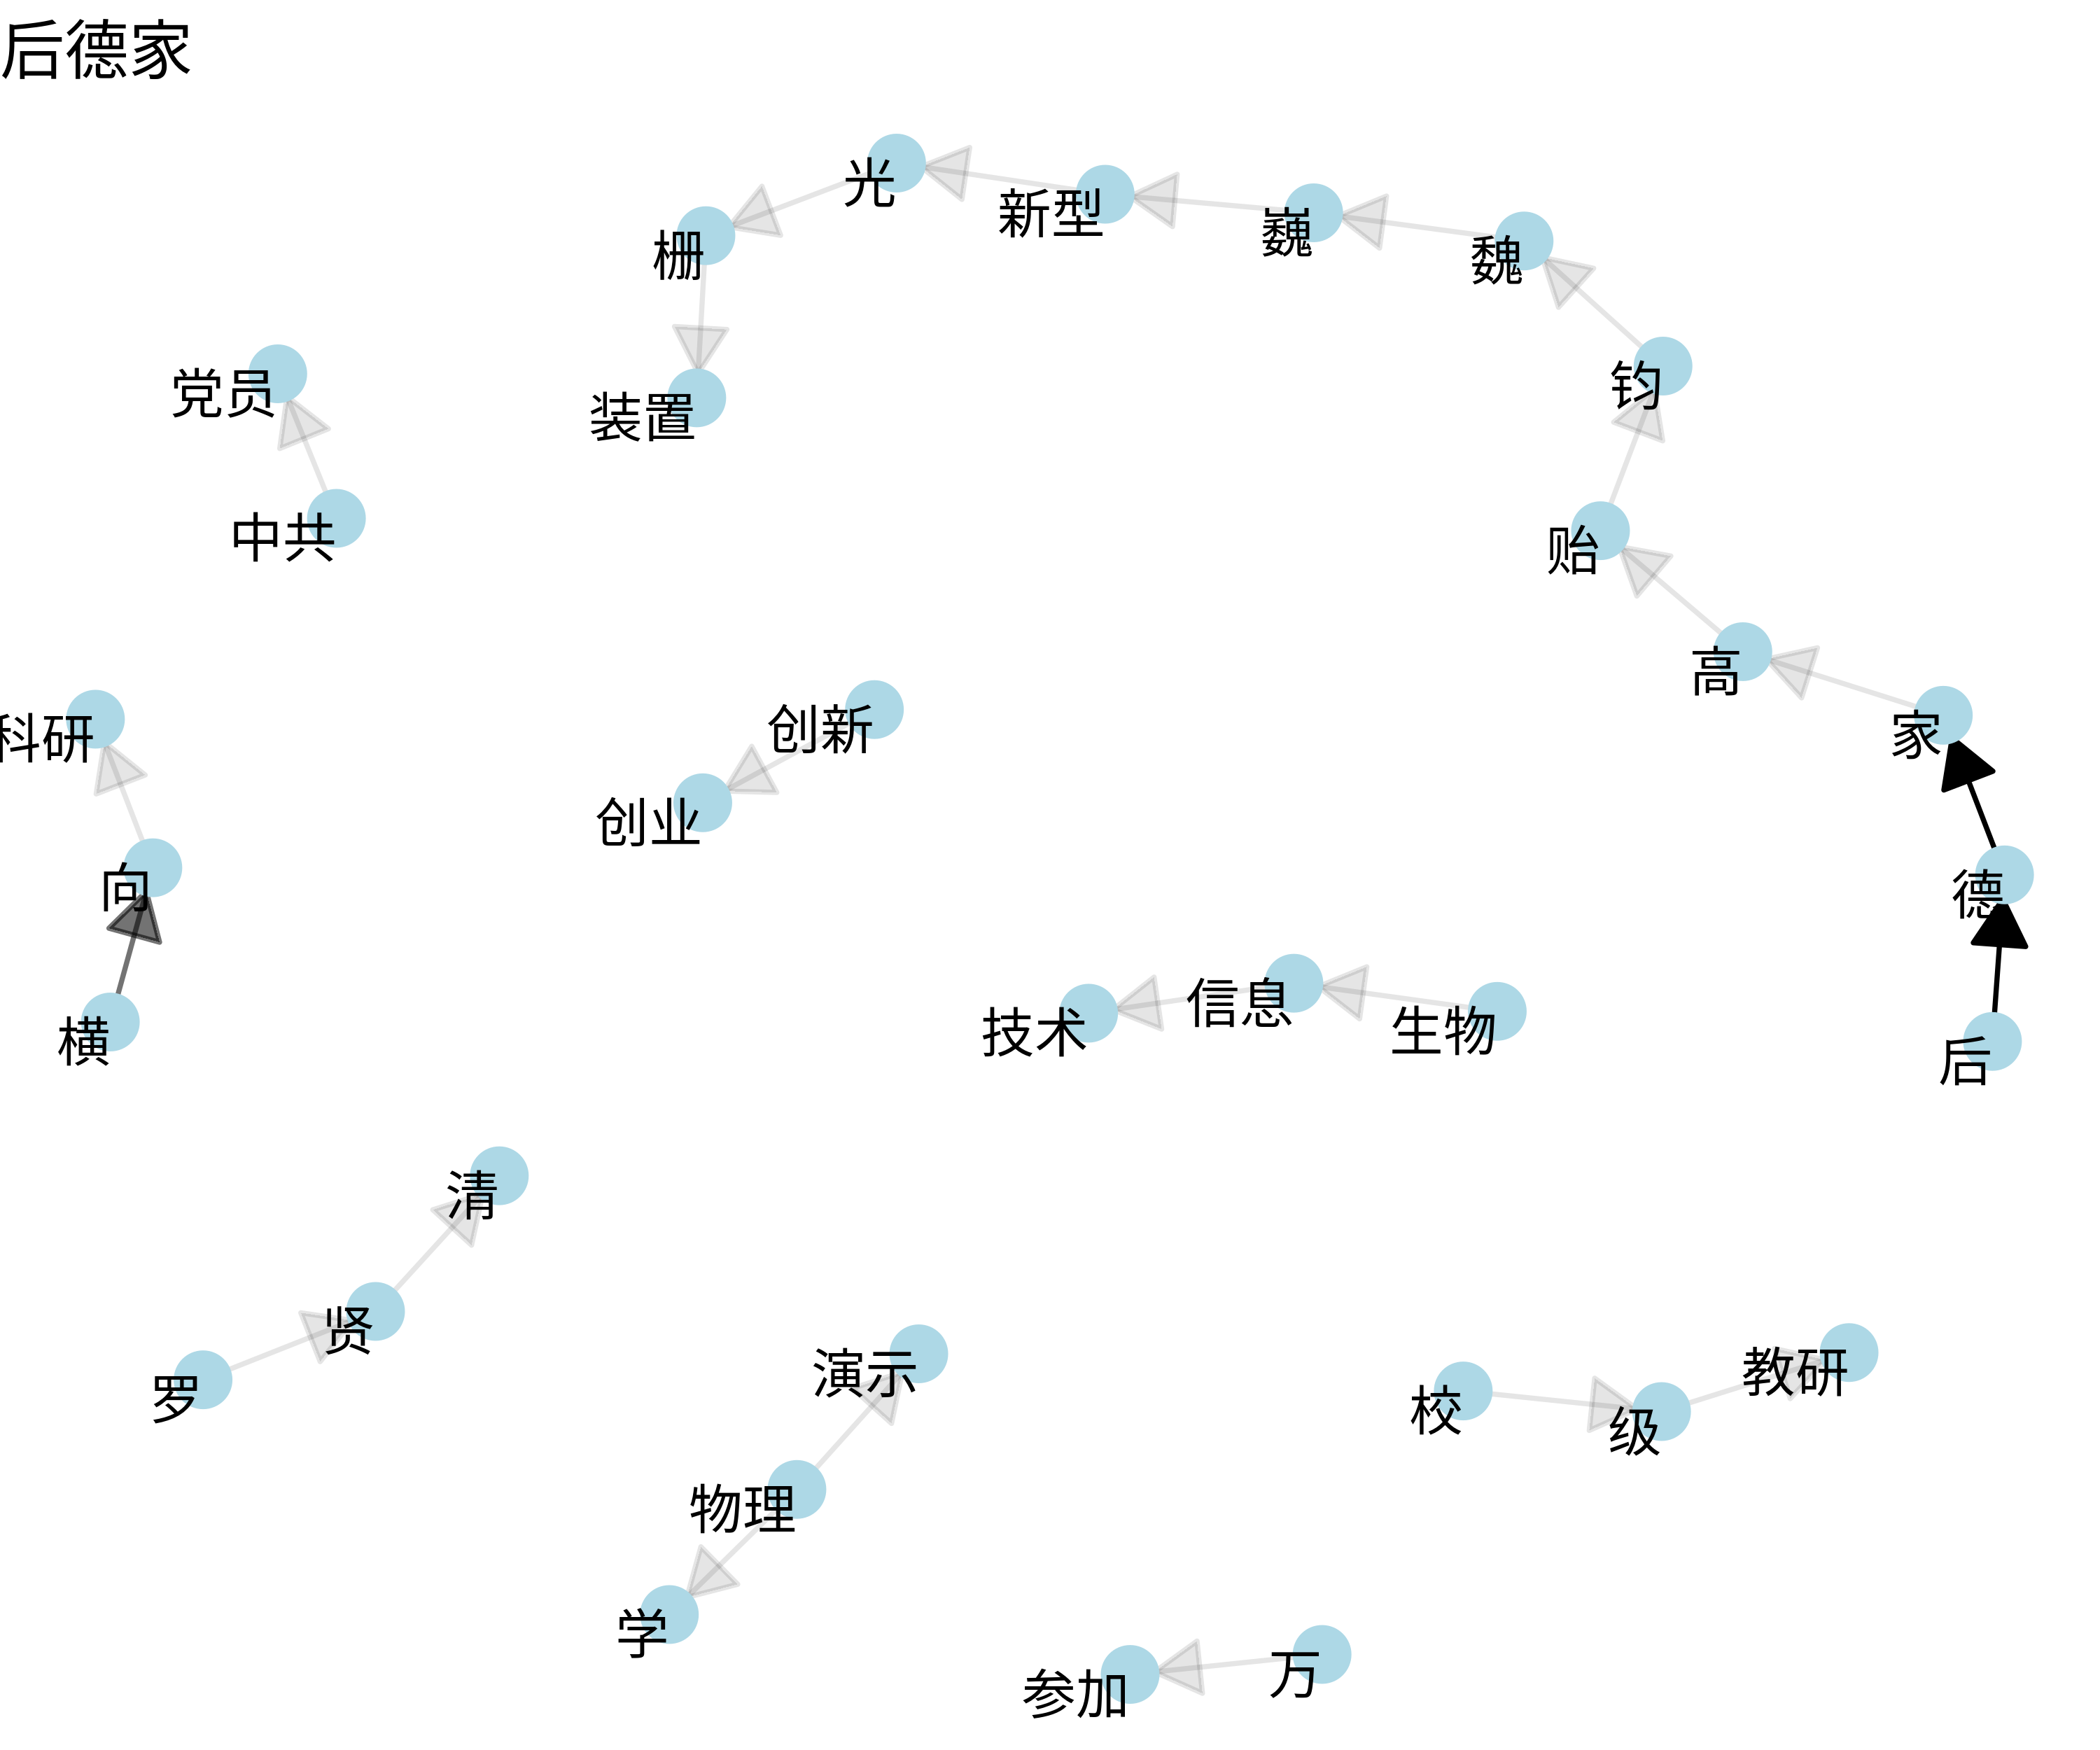 后德家
光
新型
巍
魏
栅
钧
党员
装置
中共
贻
高
科研
创新
家
创业
向
德
信息
技术
生物
横
后
清
贤
演示
教研
罗
校
级
物理
学
万
参加